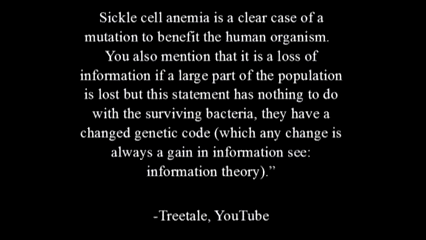 Sickle cell anemia is a clear case of a
mutation to benefit the human organism.
You also mention that it is a loss of
information if a large part of the population
is lost but this statement has nothing to do
with the surviving bacteria, they have a
changed genetic code (which any change is
always a gain in information see:
information theory).”
-Treetale, YouTube